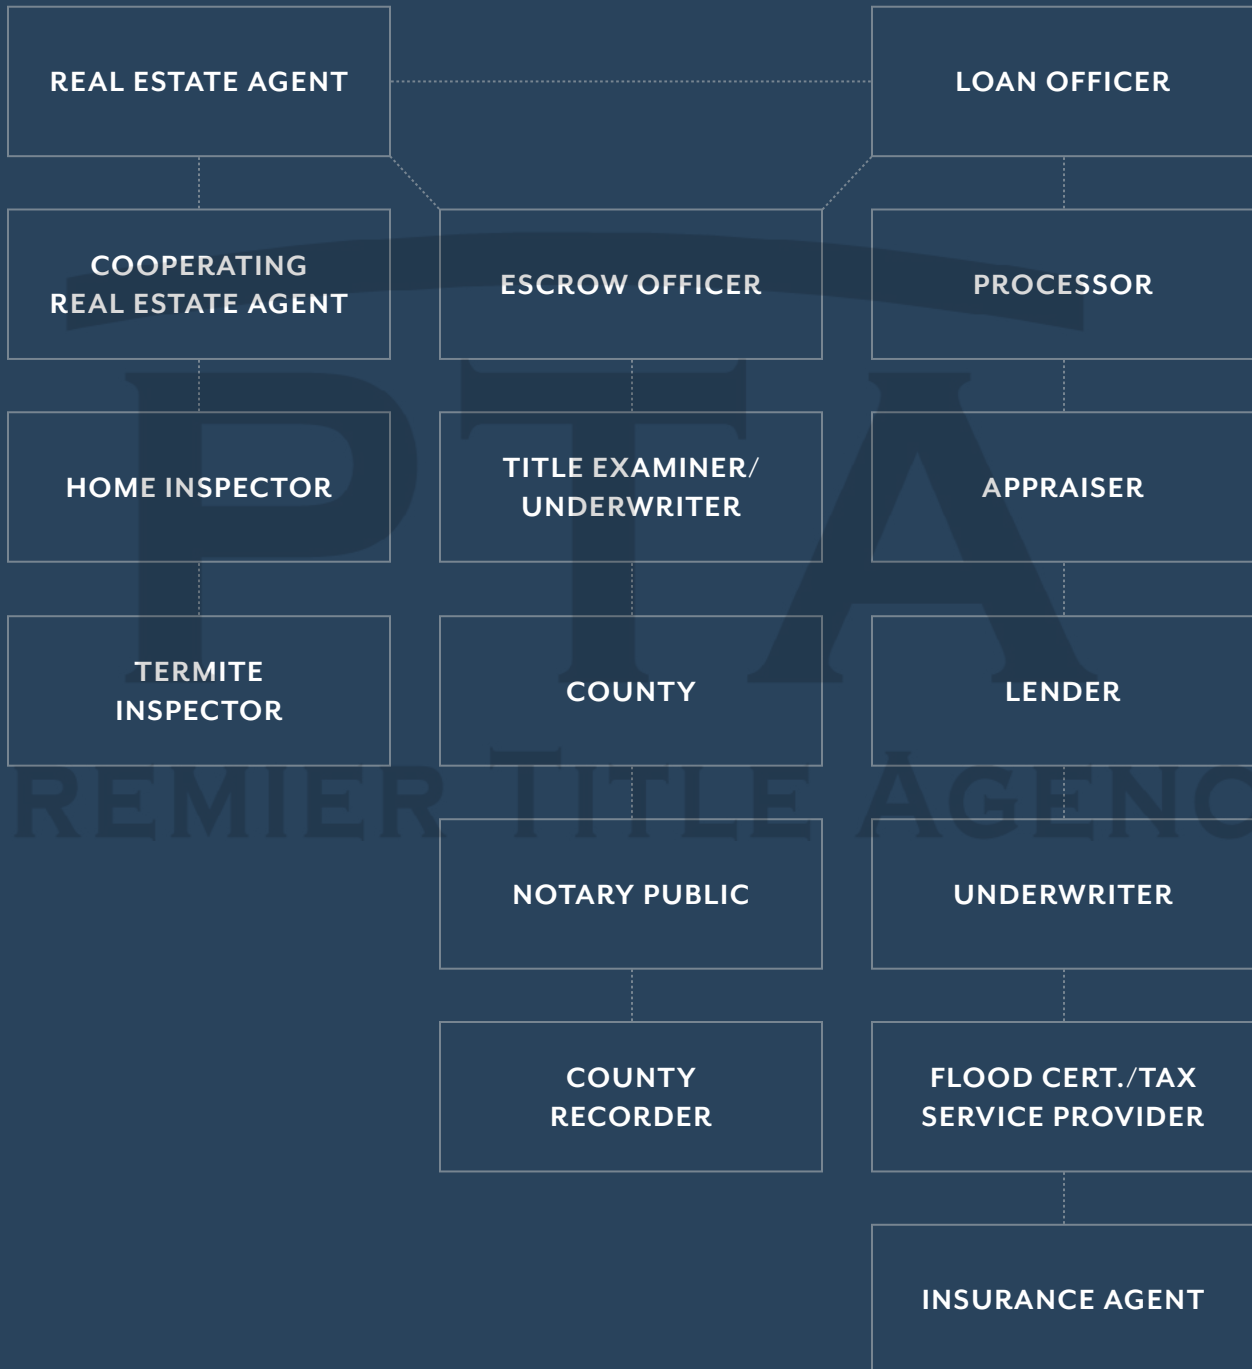 REAL ESTATE AGENT
LOAN OFFICER
COOPERATING
REAL ESTATE AGENT
ESCROW OFFICER
PROCESSOR
HOME INSPECTOR
TITLE EXAMINER/
UNDERWRITER
APPRAISER
TERMITE
INSPECTOR
COUNTY
LENDER
NOTARY PUBLIC
UNDERWRITER
COUNTY
RECORDER
FLOOD CERT./TAX
SERVICE PROVIDER
INSURANCE AGENT
PTA
REMIER TITLE AGENC